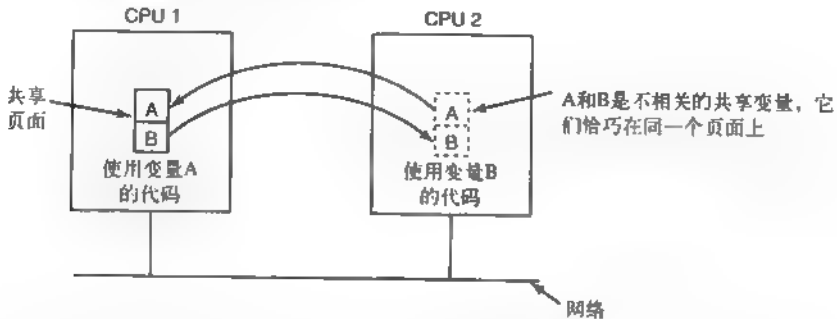 CPU 1
CPU 2
共享
页面
A
B
使用变量A
的代码
A
B
使用变量B
的代码
A和B是不相关的共享变量，它
们恰巧在同一个页面上
网络